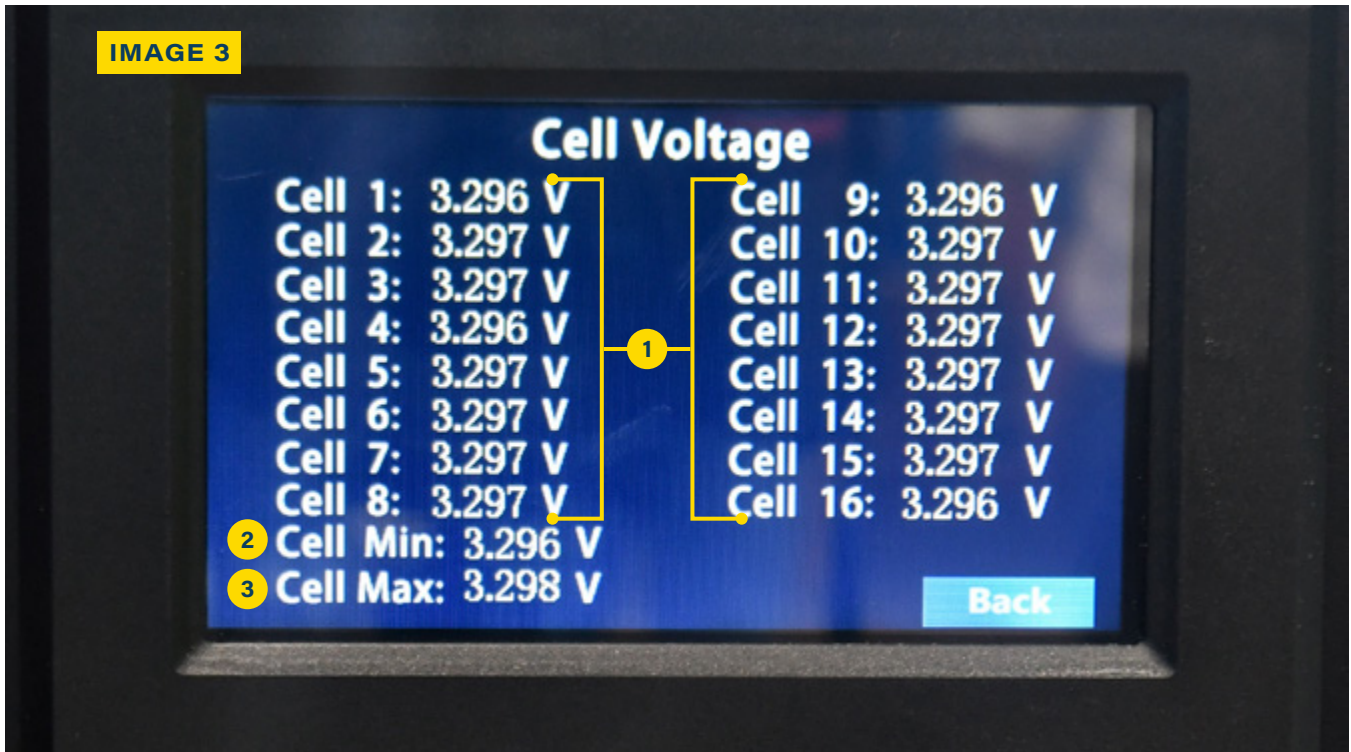 IMAGE 3
Cell Voltage
Cell 1: 3.296 V
Cell 2: 3.297 V
Cell 3: 3.297 V
Cell 4: 3.296 V
Cell 5: 3.297 V
Cell 6: 3.297 V
Cell 7: 3.297 V
Cell 8: 3.297 V
1
Cell 9: 3.296 V
Cell 10: 3.297 V
Cell 11: 3.297 V
Cell 12: 3.297 V
Cell 13: 3.297 V
Cell 14: 3.297 V
Cell 15: 3.297 V
Cell 16: 3.296 V
2 Cell Min: 3.296 V
3 Cell Max: 3.298 V
Back